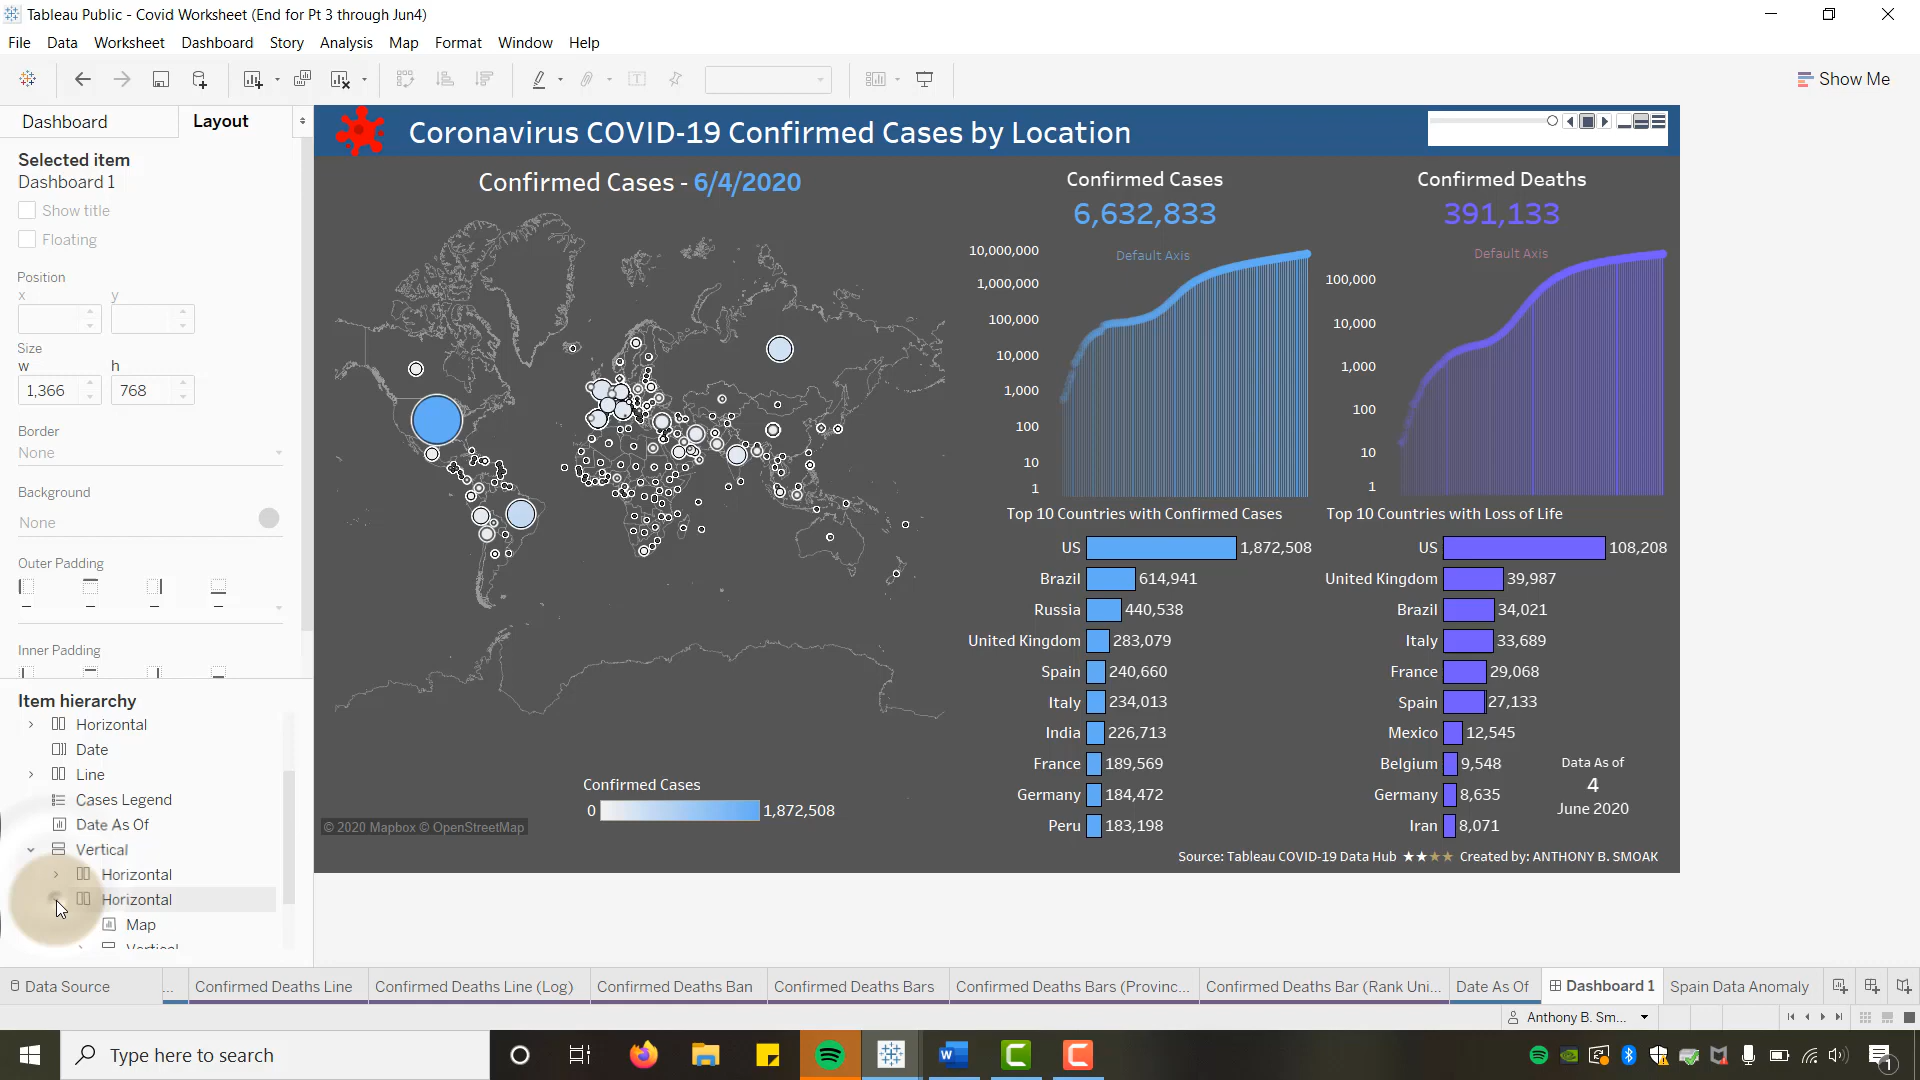 Tableau Public - Covid Worksheet (End for Pt 3 through Jun4)
File Data Worksheet Dashboard Story Analysis Map Format Window Help
Show Me
Dashboard Layout
Selected item
Dashboard 1
Show title
Floating
Position
x y
Size
w h
1,366 768
Border
None
Background
None
Outer Padding
Inner Padding
Item hierarchy
Horizontal
Date
Line
Cases Legend
Date As Of
Vertical
Horizontal
Horizontal
Map
Vertical
Coronavirus COVID-19 Confirmed Cases by Location
Confirmed Cases - 6/4/2020
Confirmed Cases
0 1,872,508
© 2020 Mapbox © OpenStreetMap
Confirmed Cases
6,632,833
Default Axis
10,000,000
1,000,000
100,000
10,000
1,000
100
10
1
Confirmed Deaths
391,133
Default Axis
100,000
10,000
1,000
100
10
1
Top 10 Countries with Confirmed Cases
US 1,872,508
Brazil 614,941
Russia 440,538
United Kingdom 283,079
Spain 240,660
Italy 234,013
India 226,713
France 189,569
Germany 184,472
Peru 183,198
Top 10 Countries with Loss of Life
US 108,208
United Kingdom 39,987
Brazil 34,021
Italy 33,689
France 29,068
Spain 27,133
Mexico 12,545
Belgium 9,548
Germany 8,635
Iran 8,071
Data As of
4
June 2020
Source: Tableau COVID-19 Data Hub ★★★★ Created by: ANTHONY B. SMOAK
Data Source ... Confirmed Deaths Line Confirmed Deaths Line (Log) Confirmed Deaths Ban Confirmed Deaths Bars Confirmed Deaths Bars (Provinc... Confirmed Deaths Bar (Rank Uni... Date As Of Dashboard 1 Spain Data Anomaly
Anthony B. Sm...
Type here to search
1